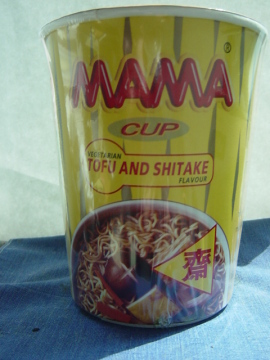 MAMA®
CUP
VEGETARIAN
TOFU AND SHITAKE
FLAVOUR
齋